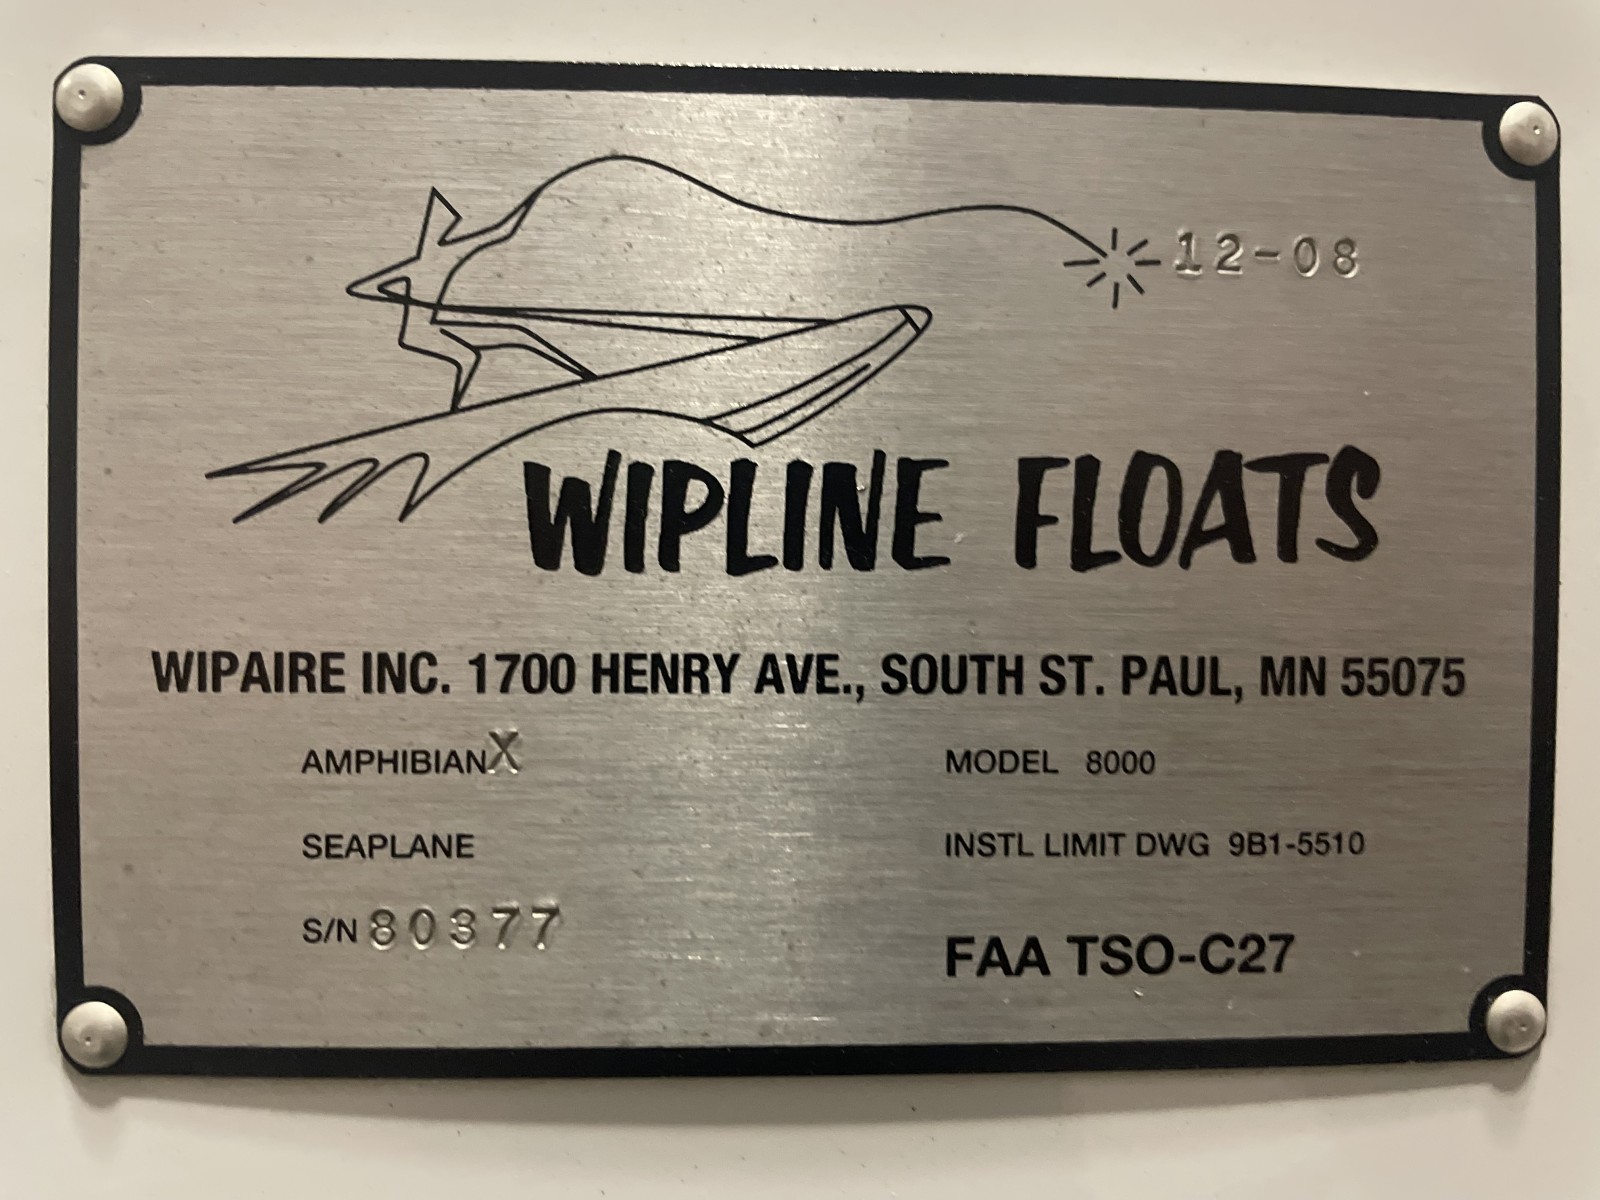 12-08
WIPLINE FLOATS
WIPAIRE INC. 1700 HENRY AVE., SOUTH ST. PAUL, MN 55075
AMPHIBIAN X
MODEL 8000
SEAPLANE
INSTL LIMIT DWG 9B1-5510
S/N 80377
FAA TSO-C27